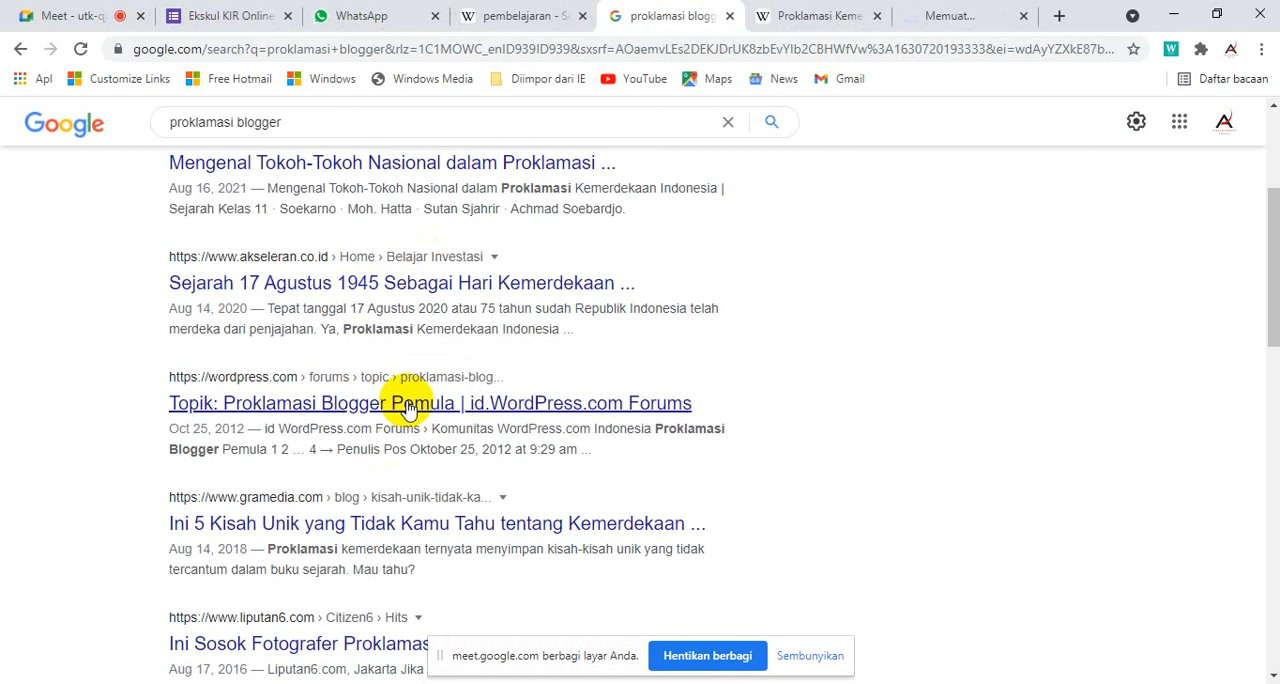 Meet - utk-q
Ekskul KIR Online
WhatsApp
pembelajaran - S
proklamasi blogg
Proklamasi Keme
Memuat...
google.com/search?q=proklamasi+blogger&rlz=1C1MOWC_enID939ID939&sxsrf=AOaemvLEs2DEKJDrUK8zbEvYIb2CBHWfVw%3A1630720193333&ei=wdAyYZXkE87b...
Apl
Customize Links
Free Hotmail
Windows
Windows Media
Diimpor dari IE
YouTube
Maps
News
Gmail
Daftar bacaan
Google
proklamasi blogger
Mengenal Tokoh-Tokoh Nasional dalam Proklamasi ...
Aug 16, 2021 — Mengenal Tokoh-Tokoh Nasional dalam Proklamasi Kemerdekaan Indonesia |
Sejarah Kelas 11 · Soekarno · Moh. Hatta · Sutan Sjahrir · Achmad Soebardjo.
https://www.akseleran.co.id › Home › Belajar Investasi
Sejarah 17 Agustus 1945 Sebagai Hari Kemerdekaan ...
Aug 14, 2020 — Tepat tanggal 17 Agustus 2020 atau 75 tahun sudah Republik Indonesia telah
merdeka dari penjajahan. Ya, Proklamasi Kemerdekaan Indonesia ...
https://wordpress.com › forums › topic › proklamasi-blog...
Topik: Proklamasi Blogger Pemula | id.WordPress.com Forums
Oct 25, 2012 — id WordPress.com Forums › Komunitas WordPress.com Indonesia Proklamasi
Blogger Pemula 1 2 ... 4 → Penulis Pos Oktober 25, 2012 at 9:29 am ...
https://www.gramedia.com › blog › kisah-unik-tidak-ka...
Ini 5 Kisah Unik yang Tidak Kamu Tahu tentang Kemerdekaan ...
Aug 14, 2018 — Proklamasi kemerdekaan ternyata menyimpan kisah-kisah unik yang tidak
tercantum dalam buku sejarah. Mau tahu?
https://www.liputan6.com › Citizen6 › Hits
Ini Sosok Fotografer Proklamas
Aug 17, 2016 — Liputan6.com, Jakarta Jika
meet.google.com berbagi layar Anda.
Hentikan berbagi
Sembunyikan